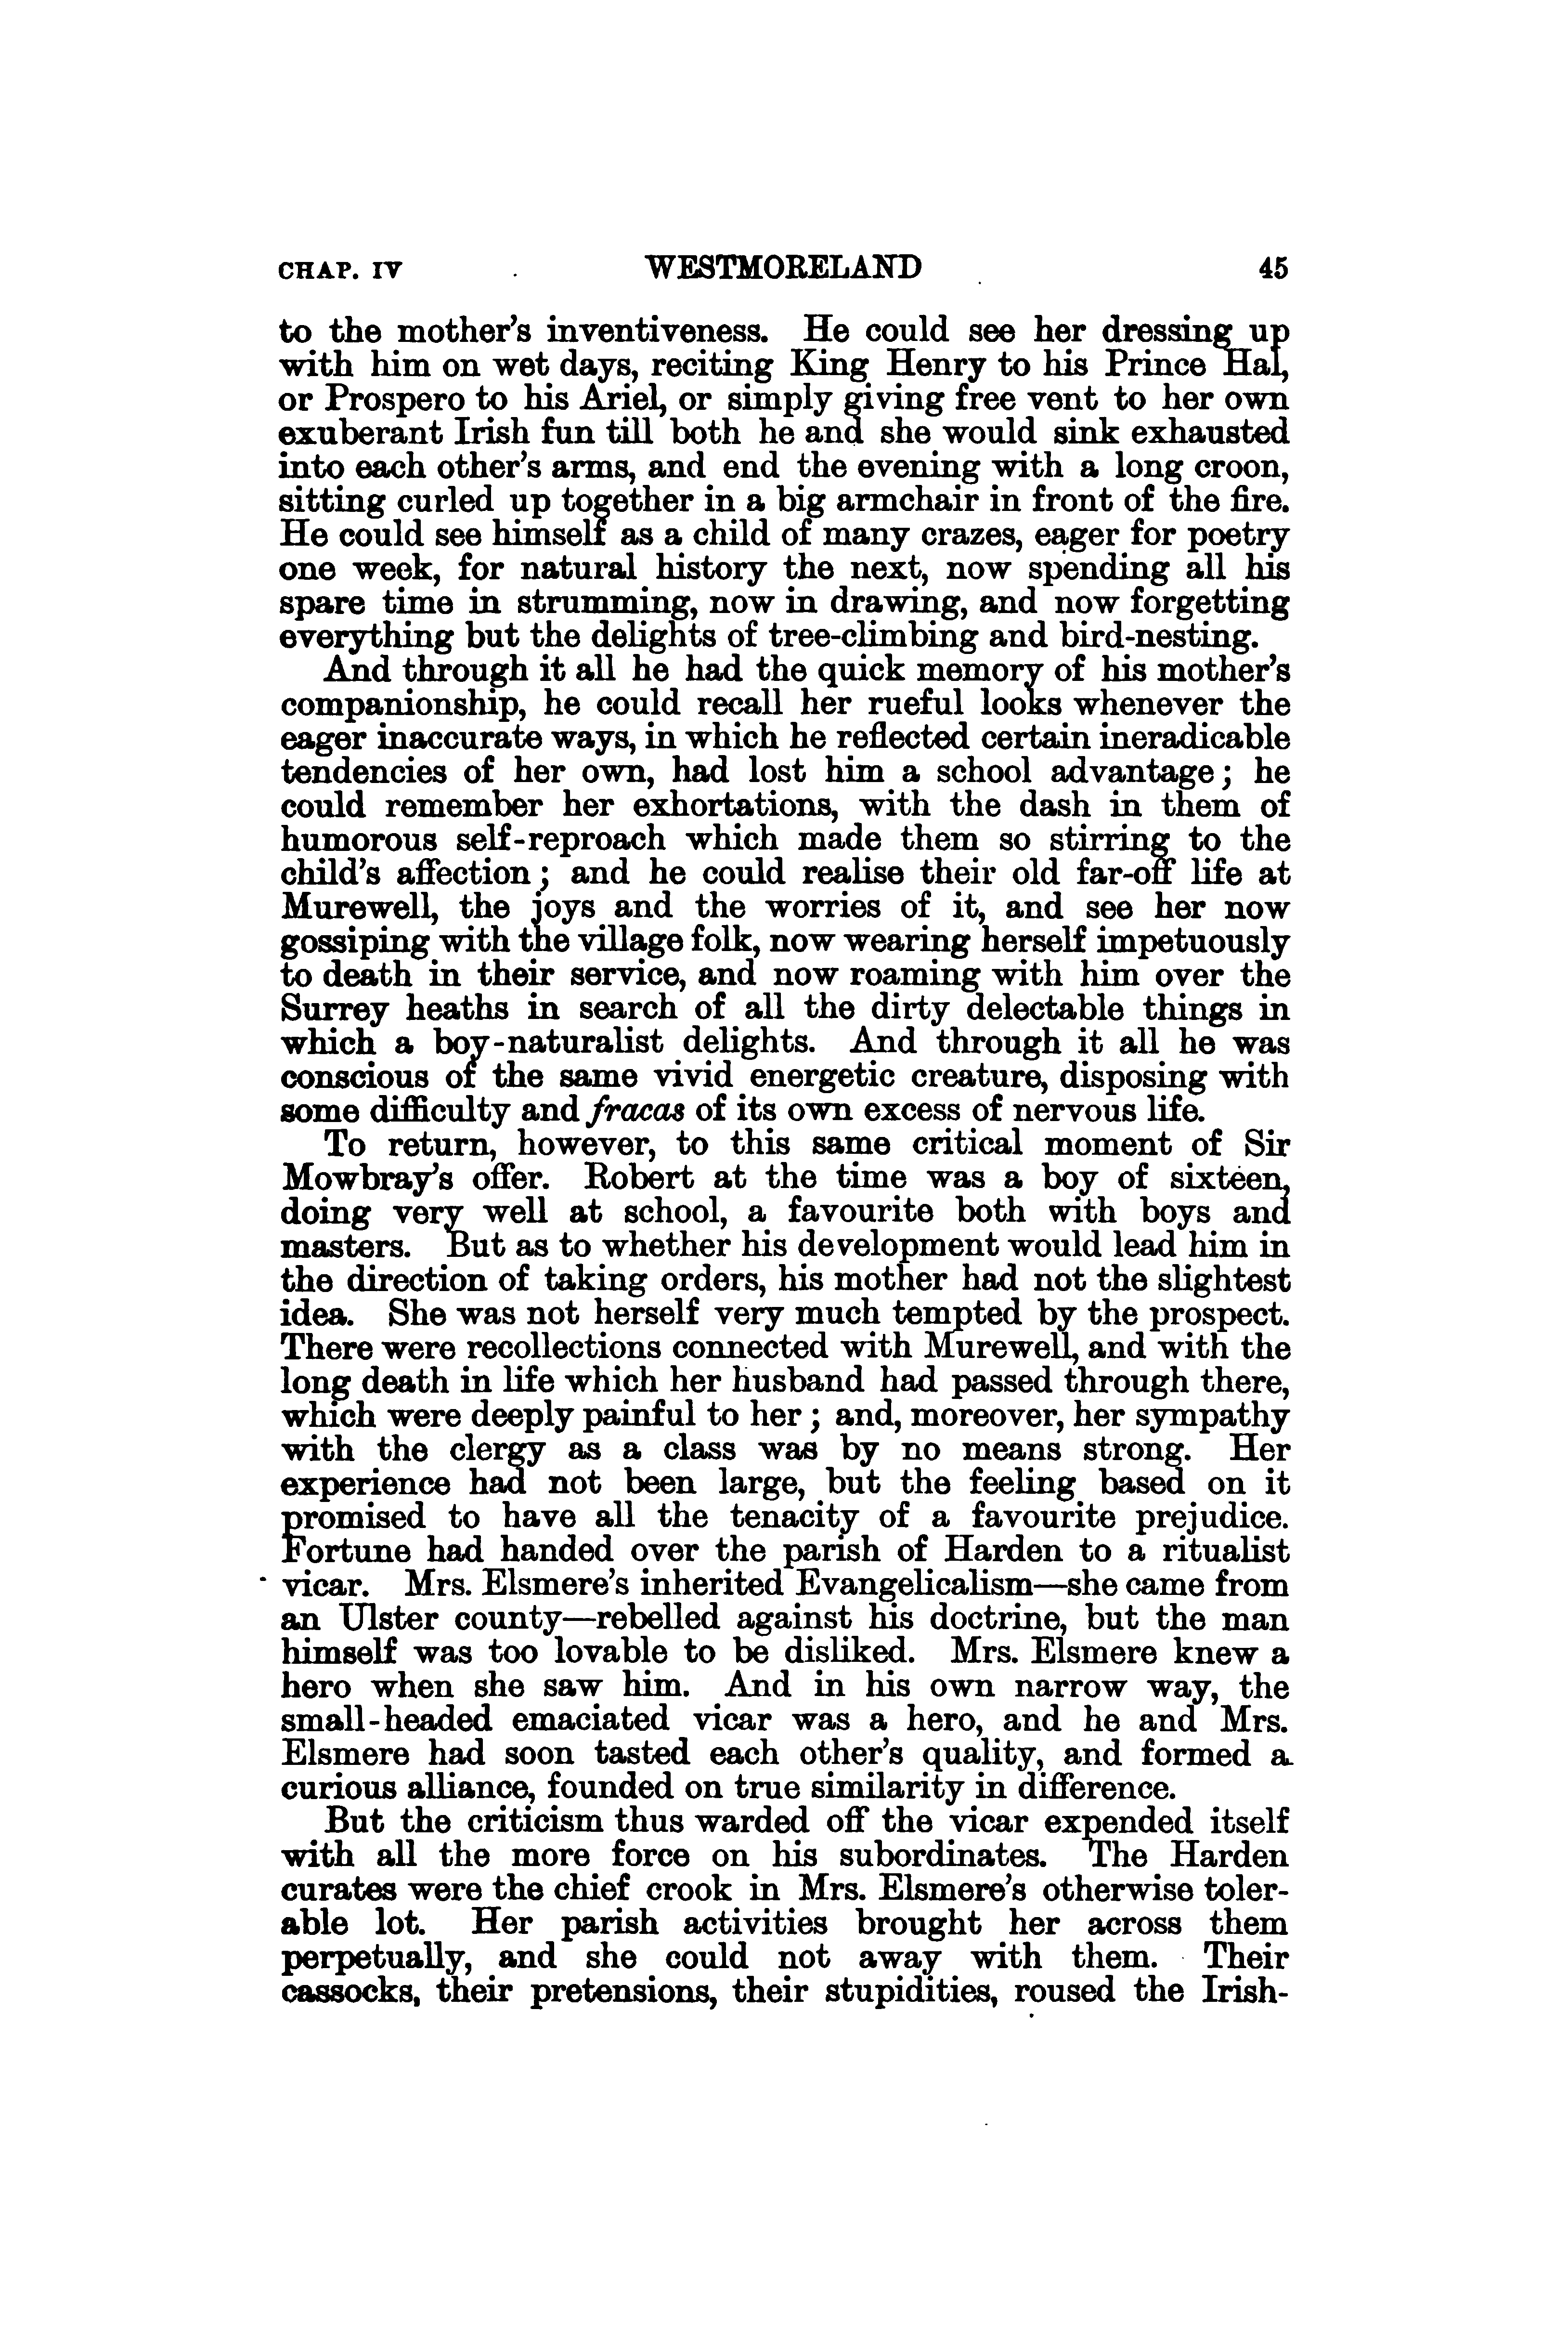 CHAP. IV WESTMORELAND 45
to the mother's inventiveness. He could see her dressing up
with him on wet days, reciting King Henry to his Prince Hal,
or Prospero to his Ariel, or simply giving free vent to her own
exuberant Irish fun till both he and she would sink exhausted
into each other's arms, and end the evening with a long croon,
sitting curled up together in a big armchair in front of the fire.
He could see himself as a child of many crazes, eager for poetry
one week, for natural history the next, now spending all his
spare time in strumming, now in drawing, and now forgetting
everything but the delights of tree-climbing and bird-nesting.
And through it all he had the quick memory of his mother's
companionship, he could recall her rueful looks whenever the
eager inaccurate ways, in which he reflected certain ineradicable
tendencies of her own, had lost him a school advantage; he
could remember her exhortations, with the dash in them of
humorous self-reproach which made them so stirring to the
child's affection; and he could realise their old far-off life at
Murewell, the joys and the worries of it, and see her now
gossiping with the village folk, now wearing herself impetuously
to death in their service, and now roaming with him over the
Surrey heaths in search of all the dirty delectable things in
which a boy-naturalist delights. And through it all he was
conscious of the same vivid energetic creature, disposing with
some difficulty and fracas of its own excess of nervous life.
To return, however, to this same critical moment of Sir
Mowbray's offer. Robert at the time was a boy of sixteen,
doing very well at school, a favourite both with boys and
masters. But as to whether his development would lead him in
the direction of taking orders, his mother had not the slightest
idea. She was not herself very much tempted by the prospect.
There were recollections connected with Murewell, and with the
long death in life which her husband had passed through there,
which were deeply painful to her; and, moreover, her sympathy
with the clergy as a class was by no means strong. Her
experience had not been large, but the feeling based on it
promised to have all the tenacity of a favourite prejudice.
Fortune had handed over the parish of Harden to a ritualist
vicar. Mrs. Elsmere's inherited Evangelicalism—she came from
an Ulster county—rebelled against his doctrine, but the man
himself was too lovable to be disliked. Mrs. Elsmere knew a
hero when she saw him. And in his own narrow way, the
small-headed emaciated vicar was a hero, and he and Mrs.
Elsmere had soon tasted each other's quality, and formed a
curious alliance, founded on true similarity in difference.
But the criticism thus warded off the vicar expended itself
with all the more force on his subordinates. The Harden
curates were the chief crook in Mrs. Elsmere's otherwise toler-
able lot. Her parish activities brought her across them
perpetually, and she could not away with them. Their
cassocks, their pretensions, their stupidities, roused the Irish-